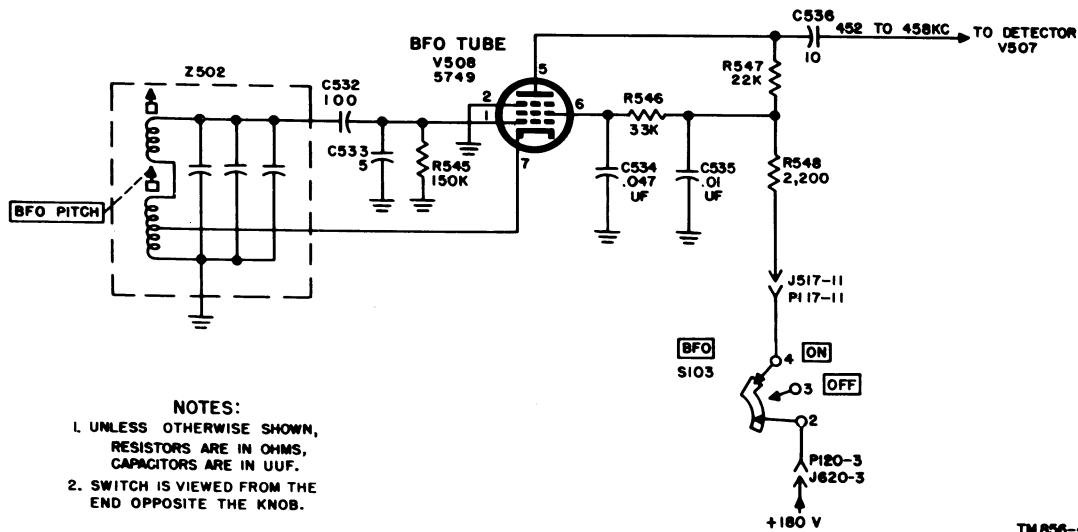 C536
452 TO 458KC
TO DETECTOR
V507
10
BFO TUBE
V508
5749
5
R547
22K
Z502
C532
100
2
1
6
R546
33K
C533
5
R545
150K
7
C534
.047
UF
C535
.01
UF
R548
2,200
BFO PITCH
J517-11
P117-11
BFO
S103
4
ON
3
OFF
2
P120-3
J620-3
+180 V
NOTES:
1. UNLESS OTHERWISE SHOWN,
RESISTORS ARE IN OHMS,
CAPACITORS ARE IN UUF.
2. SWITCH IS VIEWED FROM THE
END OPPOSITE THE KNOB.
TM 856-